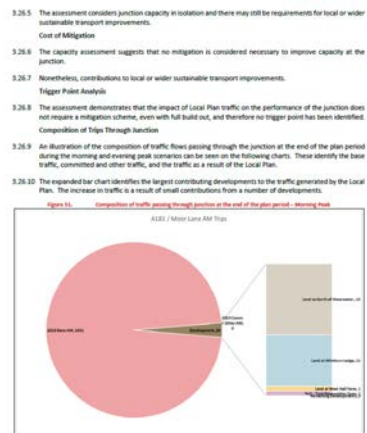 3.26.5 The assessment considers junction capacity in isolation and there may still be requirements for local or wider
sustainable transport improvements.
Cost of Mitigation
3.26.6 The capacity assessment suggests that no mitigation is considered necessary to improve capacity at the
junction.
3.26.7 Nonetheless, contributions to local or wider sustainable transport improvements.
Trigger Point Analysis
3.26.8 The assessment demonstrates that the impact of Local Plan traffic on the performance of the junction does
not require a mitigation scheme, even with full build out, and therefore no trigger point has been identified.
Composition of Trips Through Junction
3.26.9 An illustration of the composition of traffic flows passing through the junction at the end of the plan period
during the morning and evening peak scenarios can be seen on the following charts. These identify the base
traffic, committed and other traffic, and the traffic as a result of the Local Plan.
3.26.10 The expanded bar chart identifies the largest contributing developments to the traffic generated by the Local
Plan. The increase in traffic is a result of small contributions from a number of developments.
Figure 51. Composition of traffic passing through junction at the end of the plan period – Morning Peak
/ Moor Lane AM Trips
Base AM,
Land at
Land at
Land at